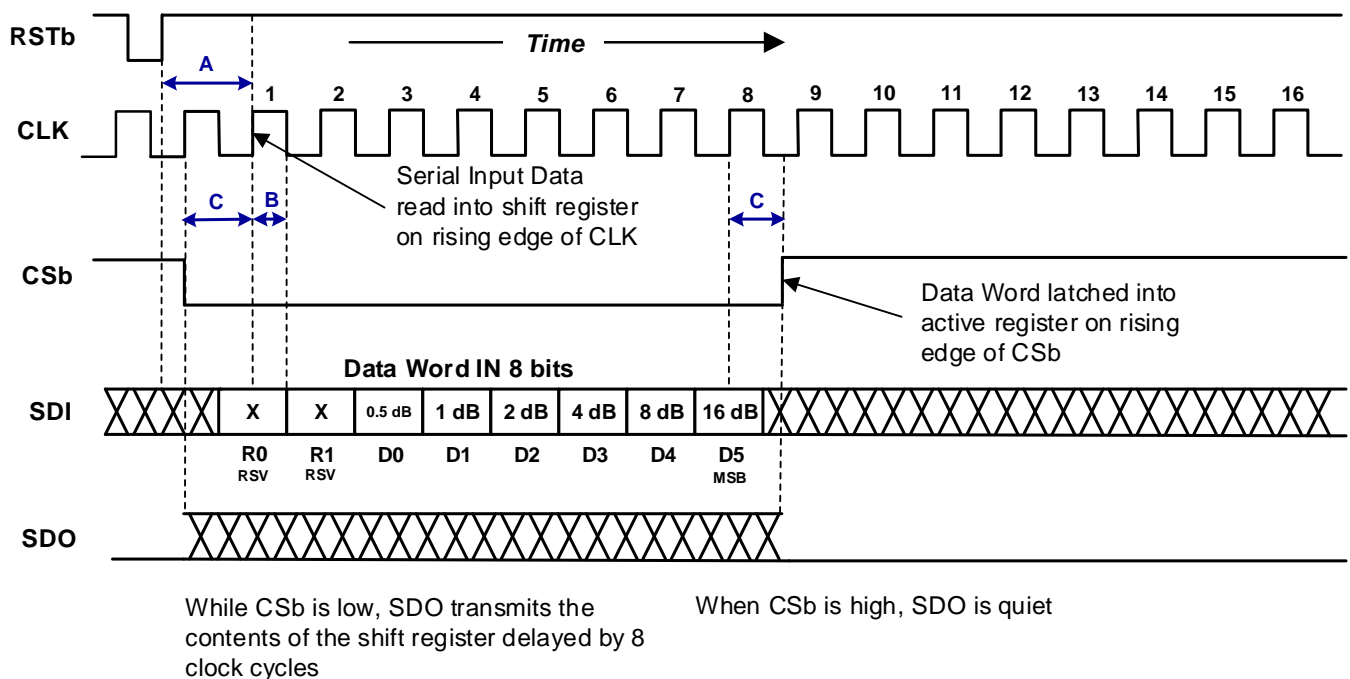 RSTb
Time
A
1 2 3 4 5 6 7 8 9 10 11 12 13 14 15 16
CLK
Serial Input Data
read into shift register
on rising edge of CLK
C B C
CSb
Data Word latched into
active register on rising
edge of CSb
Data Word IN 8 bits
SDI X X 0.5 dB 1 dB 2 dB 4 dB 8 dB 16 dB
R0 R1 D0 D1 D2 D3 D4 D5
RSV RSV MSB
SDO
While CSb is low, SDO transmits the
contents of the shift register delayed by 8
clock cycles
When CSb is high, SDO is quiet